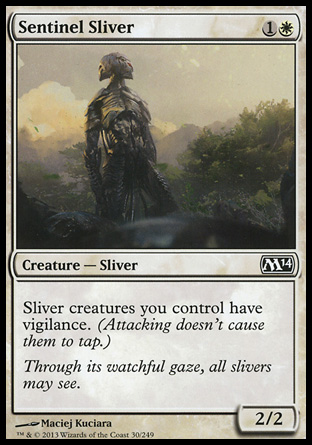 Sentinel Sliver 1
Creature — Sliver M14
Sliver creatures you control have
vigilance. (Attacking doesn't cause
them to tap.)
Through its watchful gaze, all slivers
may see.
2/2
Maciej Kuciara
™ & © 2013 Wizards of the Coast 30/249